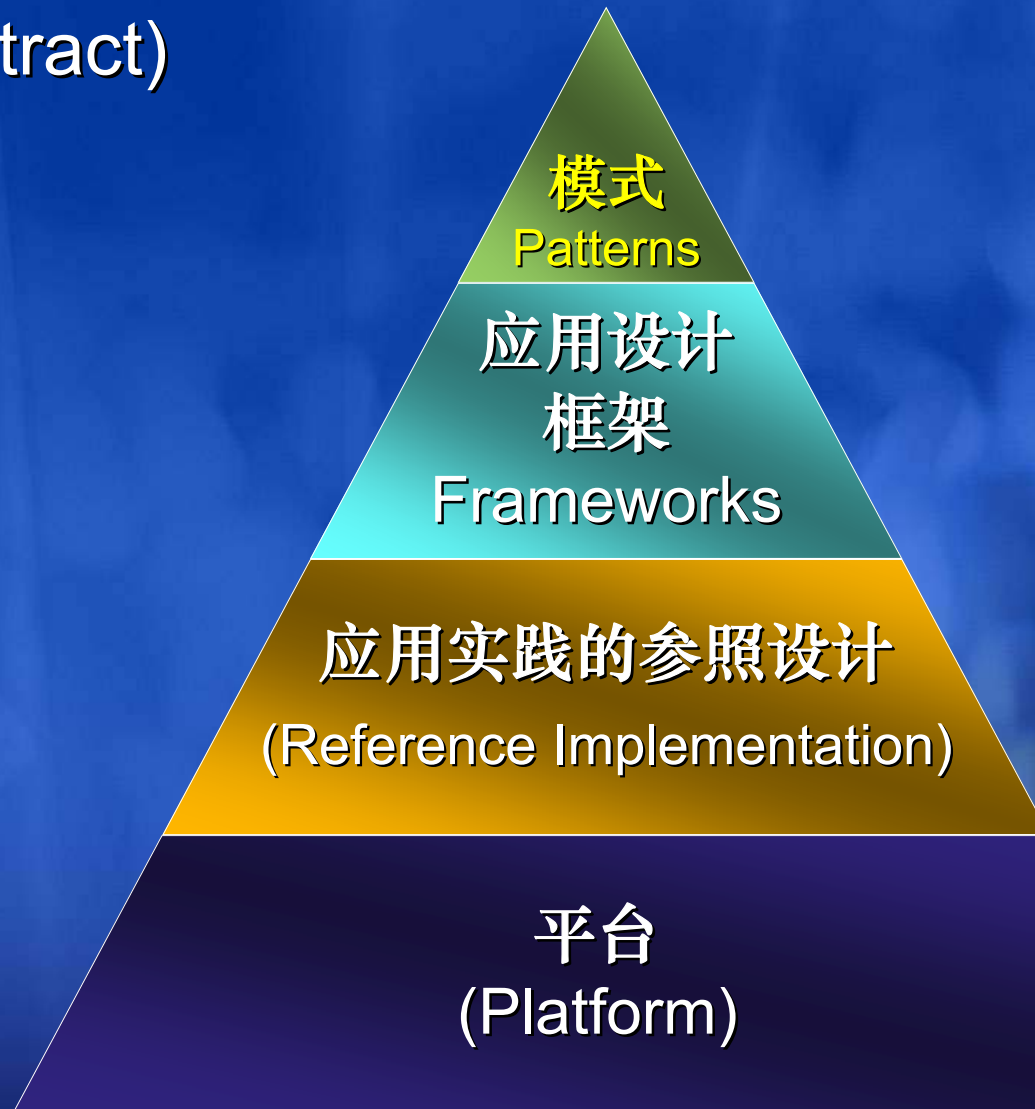 tract)
模式
Patterns
应用设计
框架
Frameworks
应用实践的参照设计
(Reference Implementation)
平台
(Platform)